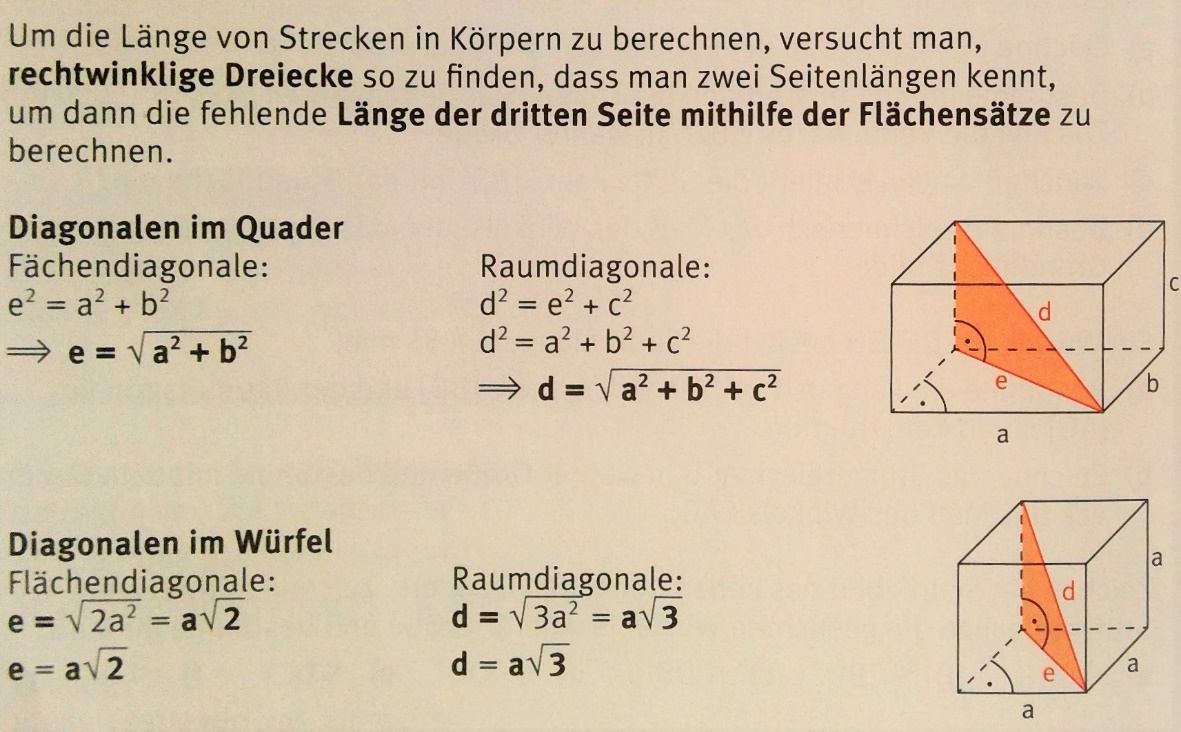 Um die Länge von Strecken in Körpern zu berechnen, versucht man,
rechtwinklige Dreiecke so zu finden, dass man zwei Seitenlängen kennt,
um dann die fehlende Länge der dritten Seite mithilfe der Flächensätze zu
berechnen.
Diagonalen im Quader
Fächendiagonale:
e² = a² + b²
⟹ e = √(a² + b²)
Raumdiagonale:
d² = e² + c²
d² = a² + b² + c²
⟹ d = √(a² + b² + c²)
c
d
e
b
a
Diagonalen im Würfel
Flächendiagonale:
e = √(2a²) = a√2
e = a√2
Raumdiagonale:
d = √(3a²) = a√3
d = a√3
a
d
e
a
a